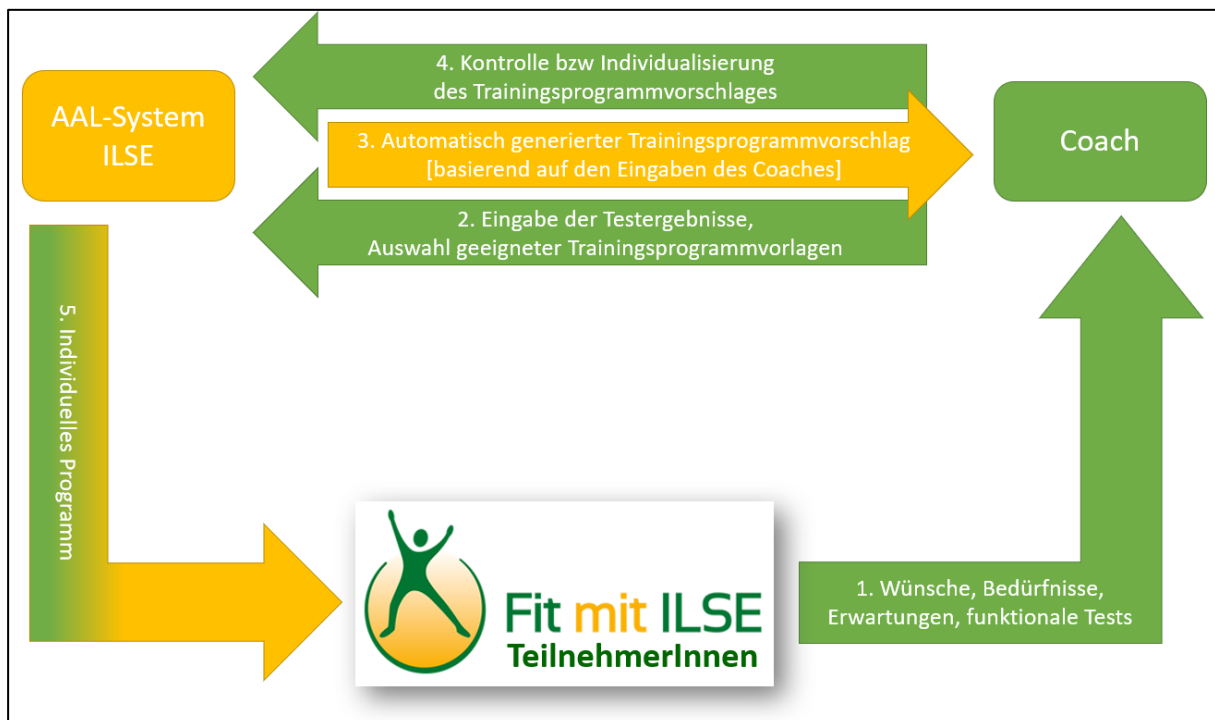 4. Kontrolle bzw Individualisierung
des Trainingsprogrammvorschlages
AAL-System
ILSE
3. Automatisch generierter Trainingsprogrammvorschlag
[basierend auf den Eingaben des Coaches]
Coach
2. Eingabe der Testergebnisse,
Auswahl geeigneter Trainingsprogrammvorlagen
5. Individuelles Programm
Fit mit ILSE
TeilnehmerInnen
1. Wünsche, Bedürfnisse,
Erwartungen, funktionale Tests